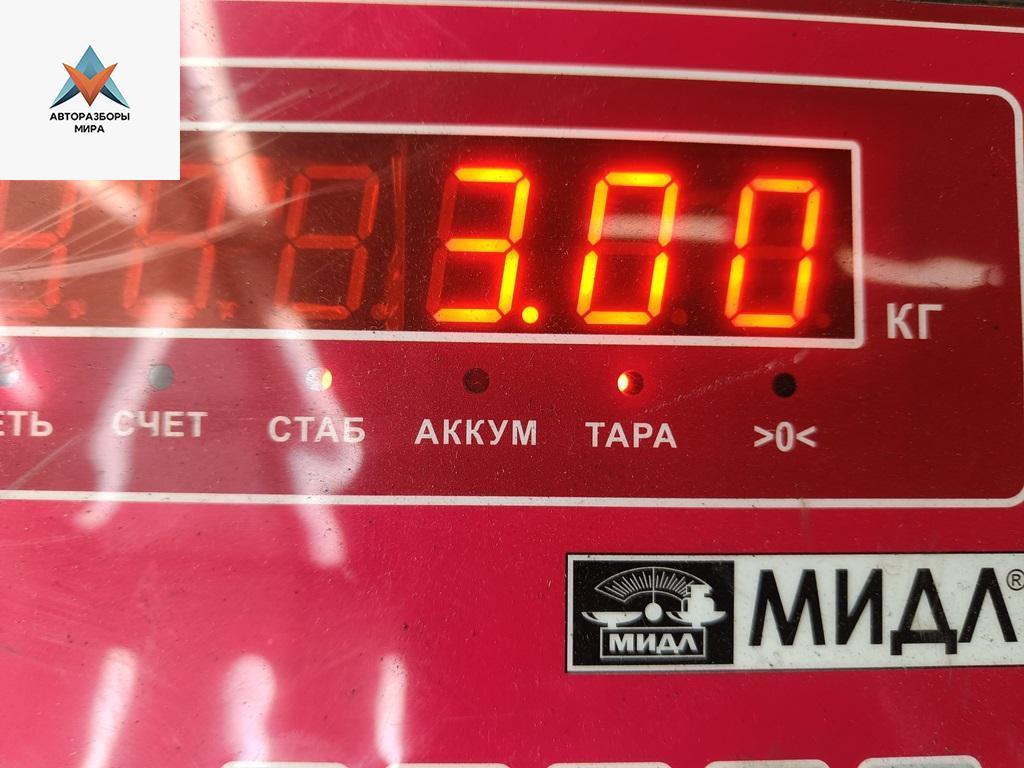 АВТОРАЗБОРЫ
МИРА
3.00
КГ
СЧЕТ СТАБ АККУМ ТАРА >0<
МИДЛ МИДЛ®